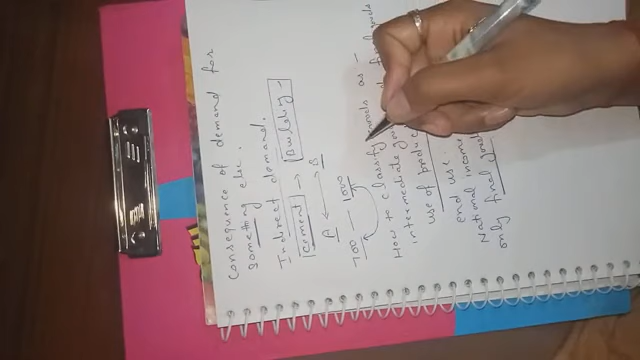 Consequence of demand for
something else.
Indirect demand.
Cement → Building -
A ↔ B
700 — 1000
How to classify goods as -
intermediate goods
use of
end use.
National income
only final goods